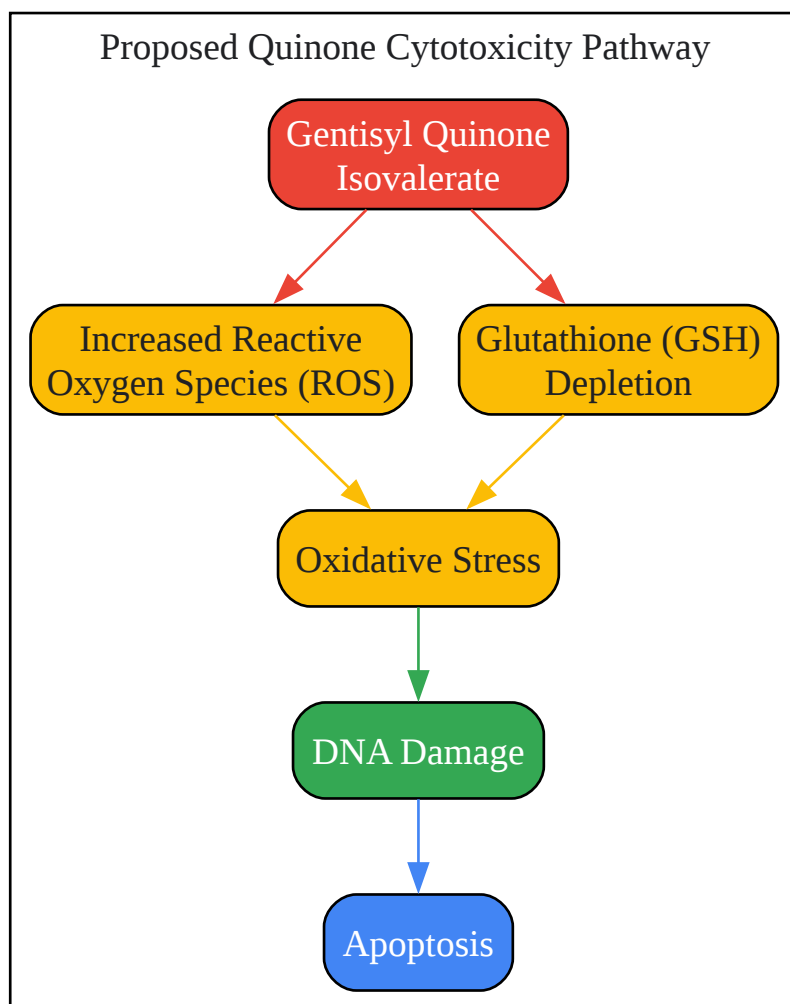 Proposed Quinone Cytotoxicity Pathway
Gentisyl Quinone
Isovalerate
Increased Reactive
Oxygen Species (ROS)
Glutathione (GSH)
Depletion
Oxidative Stress
DNA Damage
Apoptosis